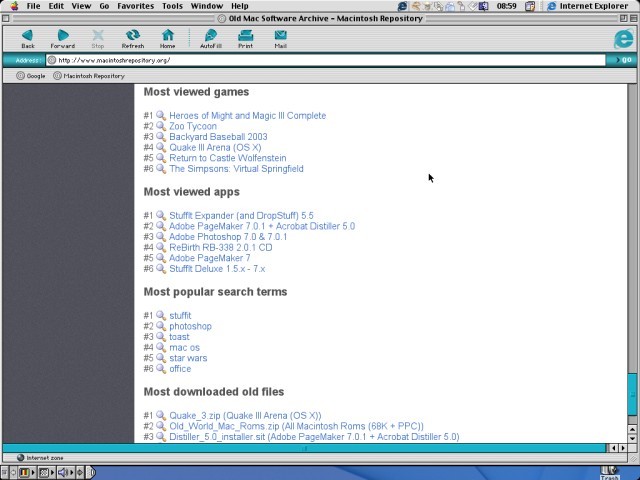 File Edit View Go Favorites Tools Window Help 08:59 Internet Explorer
Old Mac Software Archive – Macintosh Repository
Back Forward Stop Refresh Home AutoFill Print Mail
Address: http://www.macintoshrepository.org/ GO
Google Macintosh Repository
Most viewed games
#1 Heroes of Might and Magic III Complete
#2 Zoo Tycoon
#3 Backyard Baseball 2003
#4 Quake III Arena (OS X)
#5 Return to Castle Wolfenstein
#6 The Simpsons: Virtual Springfield
Most viewed apps
#1 StuffIt Expander (and DropStuff) 5.5
#2 Adobe PageMaker 7.0.1 + Acrobat Distiller 5.0
#3 Adobe Photoshop 7.0 & 7.0.1
#4 ReBirth RB-338 2.0.1 CD
#5 Adobe PageMaker 7
#6 StuffIt Deluxe 1.5.x - 7.x
Most popular search terms
#1 stuffit
#2 photoshop
#3 toast
#4 mac os
#5 star wars
#6 office
Most downloaded old files
#1 Quake_3.zip (Quake III Arena (OS X))
#2 Old_World_Mac_Roms.zip (All Macintosh Roms (68K + PPC))
#3 Distiller_5.0_installer.sit (Adobe PageMaker 7.0.1 + Acrobat Distiller 5.0)
Internet zone
Trash